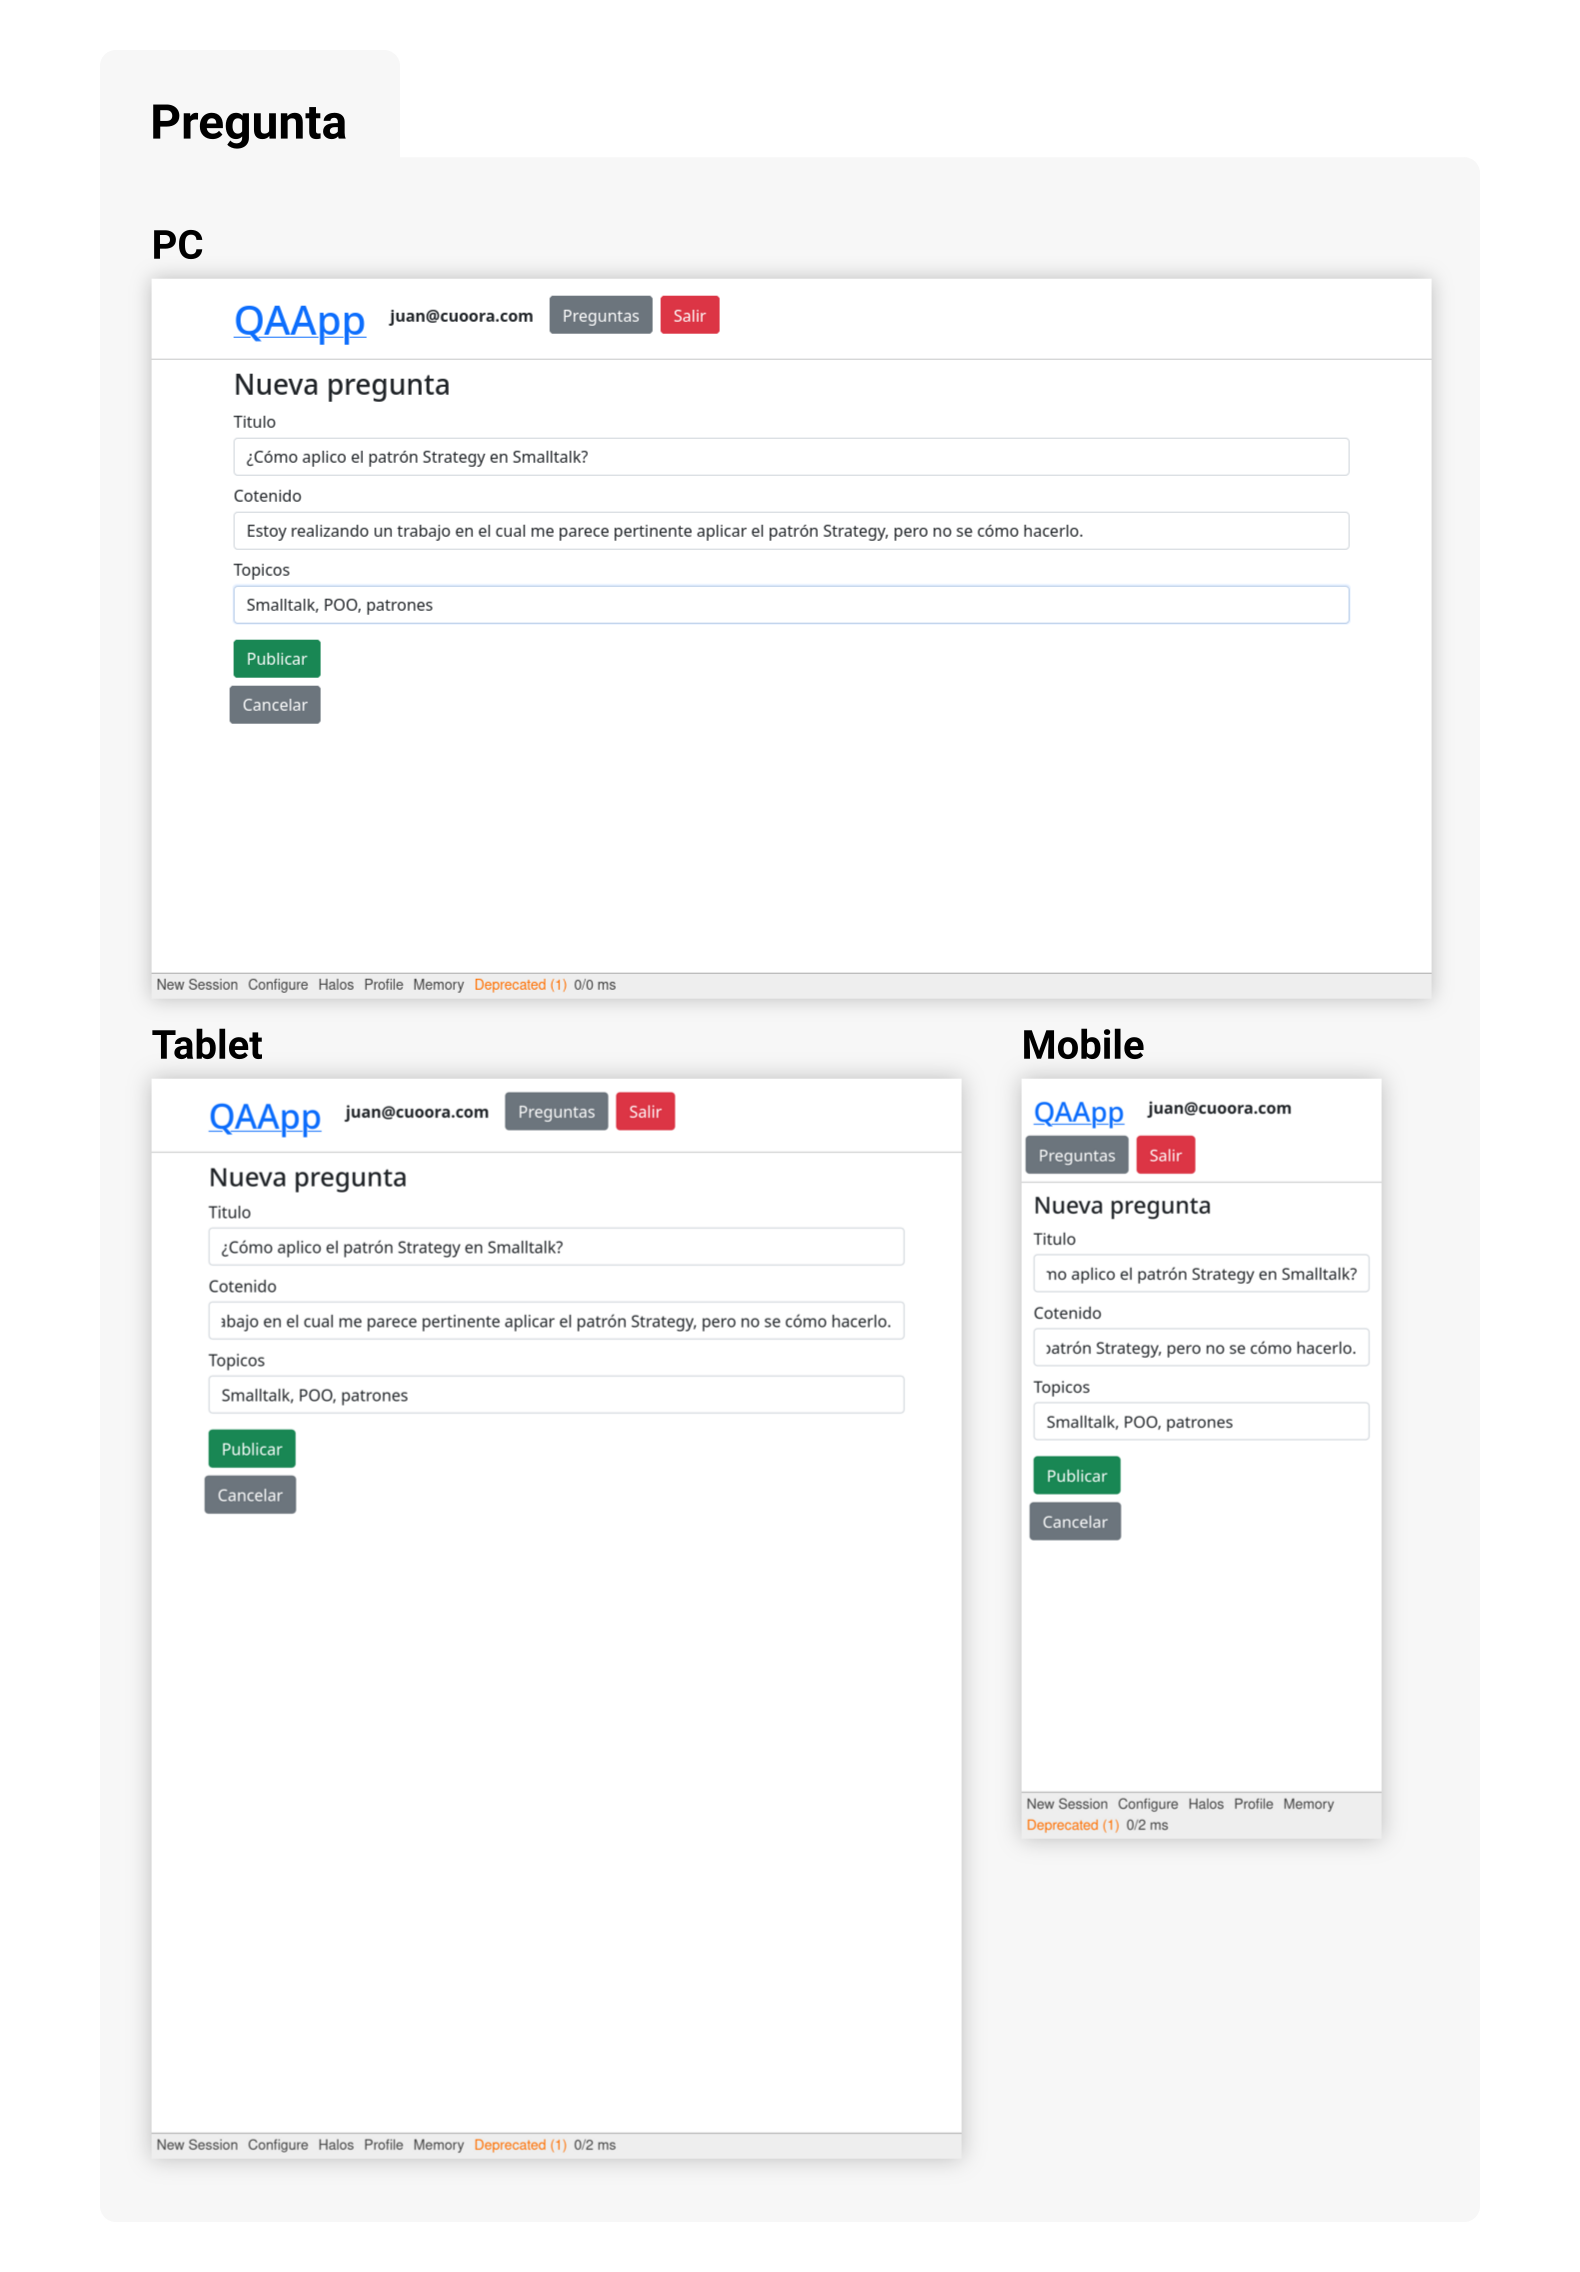 Pregunta
PC
QAApp juan@cuoora.com Preguntas Salir
Nueva pregunta
Titulo
¿Cómo aplico el patrón Strategy en Smalltalk?
Cotenido
Estoy realizando un trabajo en el cual me parece pertinente aplicar el patrón Strategy, pero no se cómo hacerlo.
Topicos
Smalltalk, POO, patrones
Publicar
Cancelar
New Session Configure Halos Profile Memory Deprecated (1) 0/0 ms
Tablet
QAApp juan@cuoora.com Preguntas Salir
Nueva pregunta
Titulo
¿Cómo aplico el patrón Strategy en Smalltalk?
Cotenido
abajo en el cual me parece pertinente aplicar el patrón Strategy, pero no se cómo hacerlo.
Topicos
Smalltalk, POO, patrones
Publicar
Cancelar
New Session Configure Halos Profile Memory Deprecated (1) 0/2 ms
Mobile
QAApp juan@cuoora.com
Preguntas Salir
Nueva pregunta
Titulo
mo aplico el patrón Strategy en Smalltalk?
Cotenido
patrón Strategy, pero no se cómo hacerlo.
Topicos
Smalltalk, POO, patrones
Publicar
Cancelar
New Session Configure Halos Profile Memory
Deprecated (1) 0/2 ms